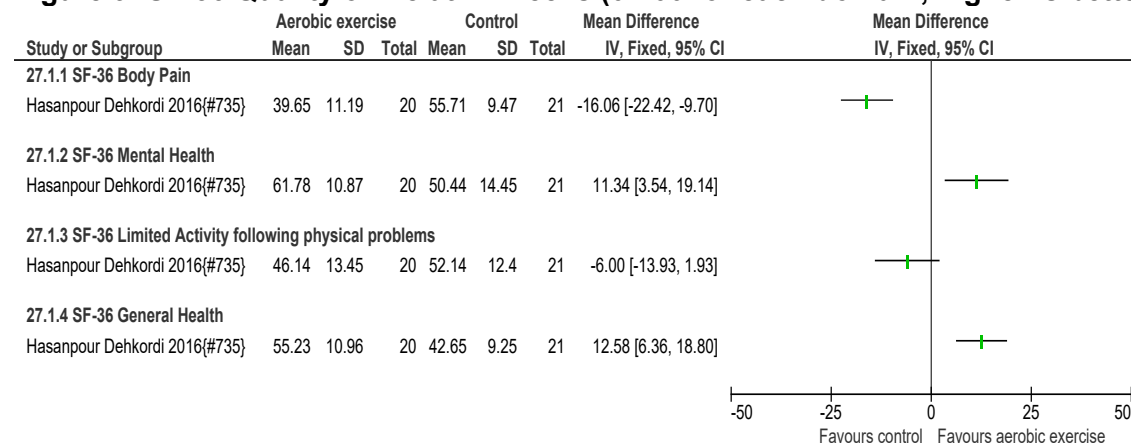 Aerobic exercise Control Mean Difference Mean Difference
Study or Subgroup Mean SD Total Mean SD Total IV, Fixed, 95% CI IV, Fixed, 95% CI
27.1.1 SF-36 Body Pain
Hasanpour Dehkordi 2016{#735} 39.65 11.19 20 55.71 9.47 21 -16.06 [-22.42, -9.70]
27.1.2 SF-36 Mental Health
Hasanpour Dehkordi 2016{#735} 61.78 10.87 20 50.44 14.45 21 11.34 [3.54, 19.14]
27.1.3 SF-36 Limited Activity following physical problems
Hasanpour Dehkordi 2016{#735} 46.14 13.45 20 52.14 12.4 21 -6.00 [-13.93, 1.93]
27.1.4 SF-36 General Health
Hasanpour Dehkordi 2016{#735} 55.23 10.96 20 42.65 9.25 21 12.58 [6.36, 18.80]
-50 -25 0 25 50
Favours control Favours aerobic exercise